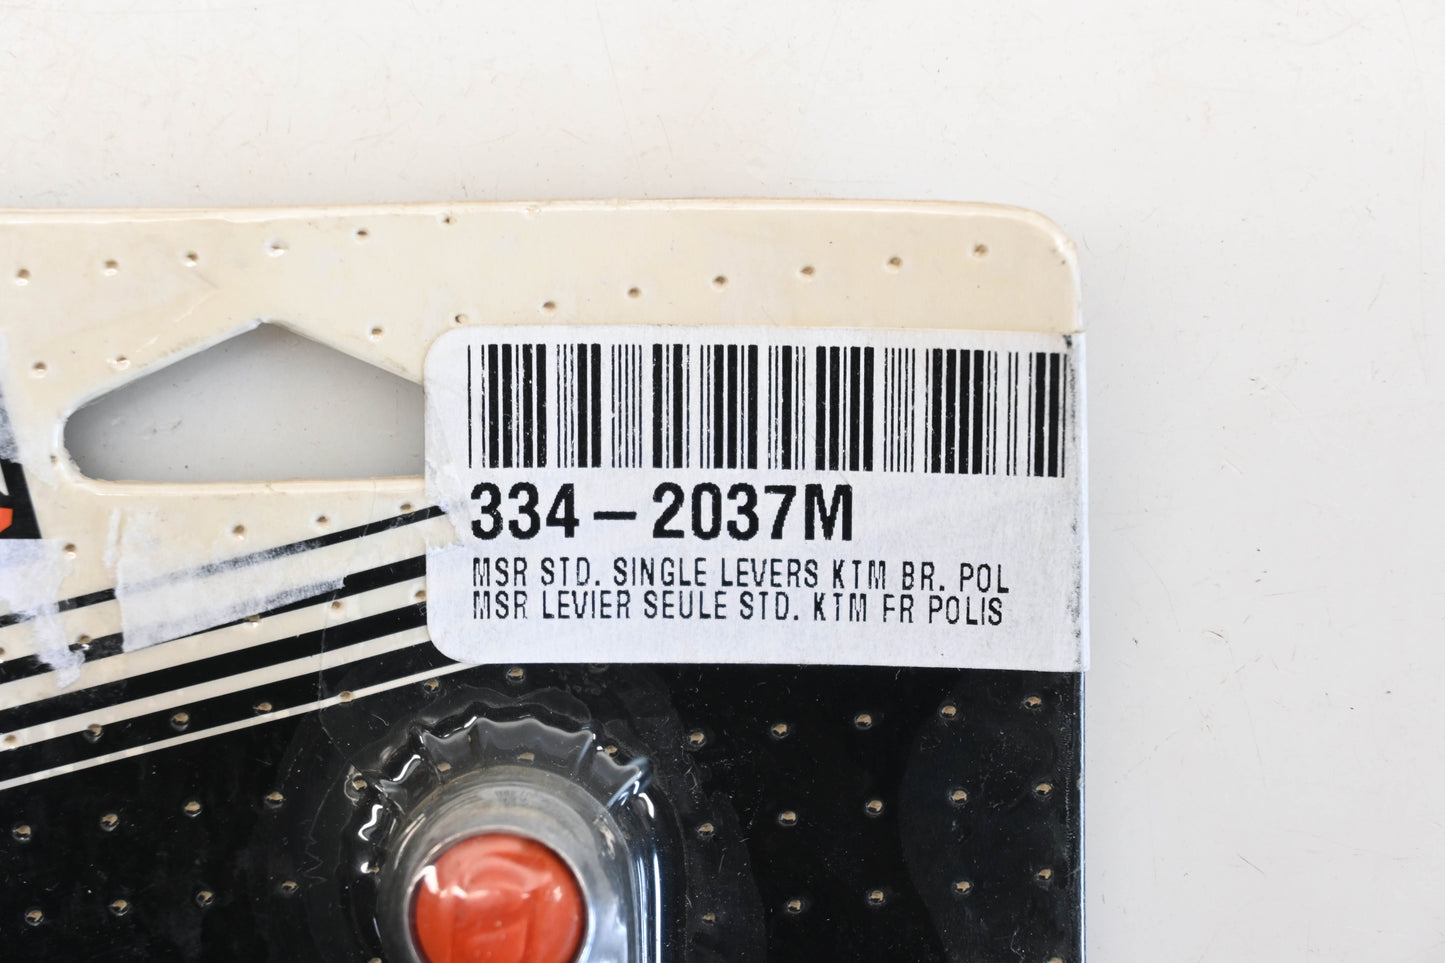 334-2037M
MSR STD. SINGLE LEVERS KTM BR. POL
MSR LEVIER SEULE STD. KTM FR POLIS